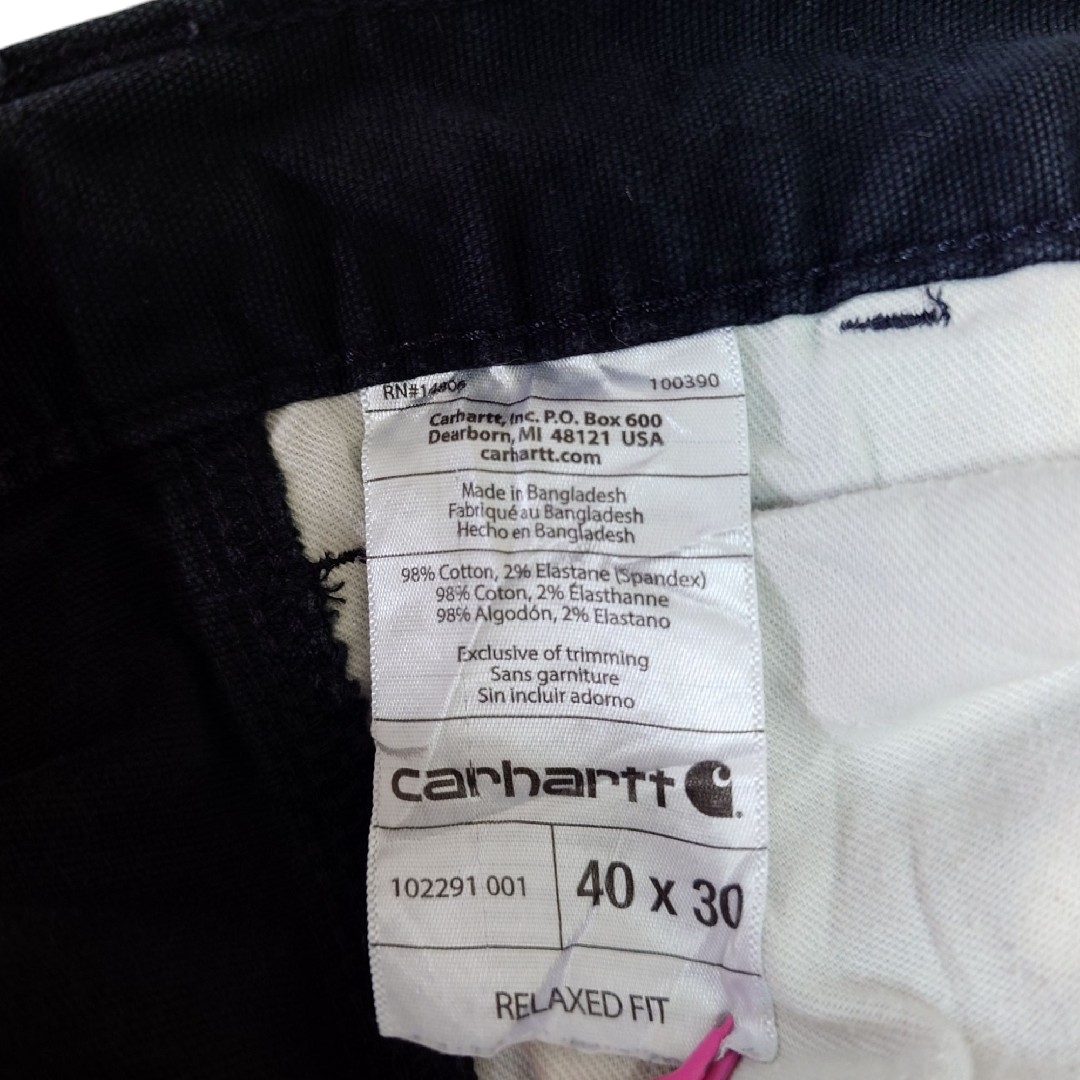 RN#14806 100390
Carhartt, Inc. P.O. Box 600
Dearborn, MI 48121 USA
carhartt.com
Made in Bangladesh
Fabriqué au Bangladesh
Hecho en Bangladesh
98% Cotton, 2% Elastane (Spandex)
98% Coton, 2% Élasthanne
98% Algodón, 2% Elastano
Exclusive of trimming
Sans garniture
Sin incluir adorno
carhartt
102291 001 40 x 30
RELAXED FIT